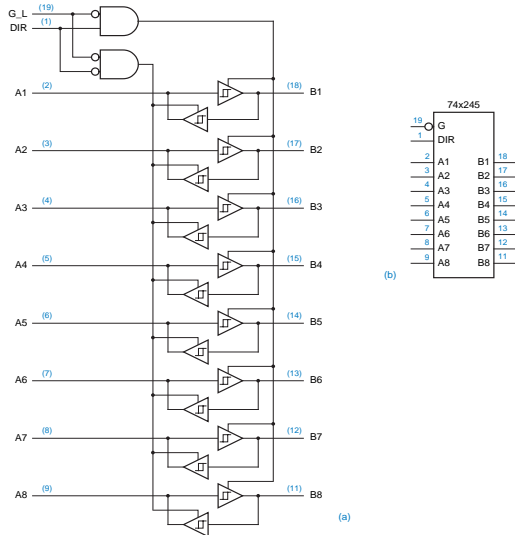 G_L (19)
DIR (1)
A1 (2) (18) B1
A2 (3) (17) B2
A3 (4) (16) B3
A4 (5) (15) B4
A5 (6) (14) B5
A6 (7) (13) B6
A7 (8) (12) B7
A8 (9) (11) B8
(a)
74x245
19 G
1 DIR
2 A1 B1 18
3 A2 B2 17
4 A3 B3 16
5 A4 B4 15
6 A5 B5 14
7 A6 B6 13
8 A7 B7 12
9 A8 B8 11
(b)